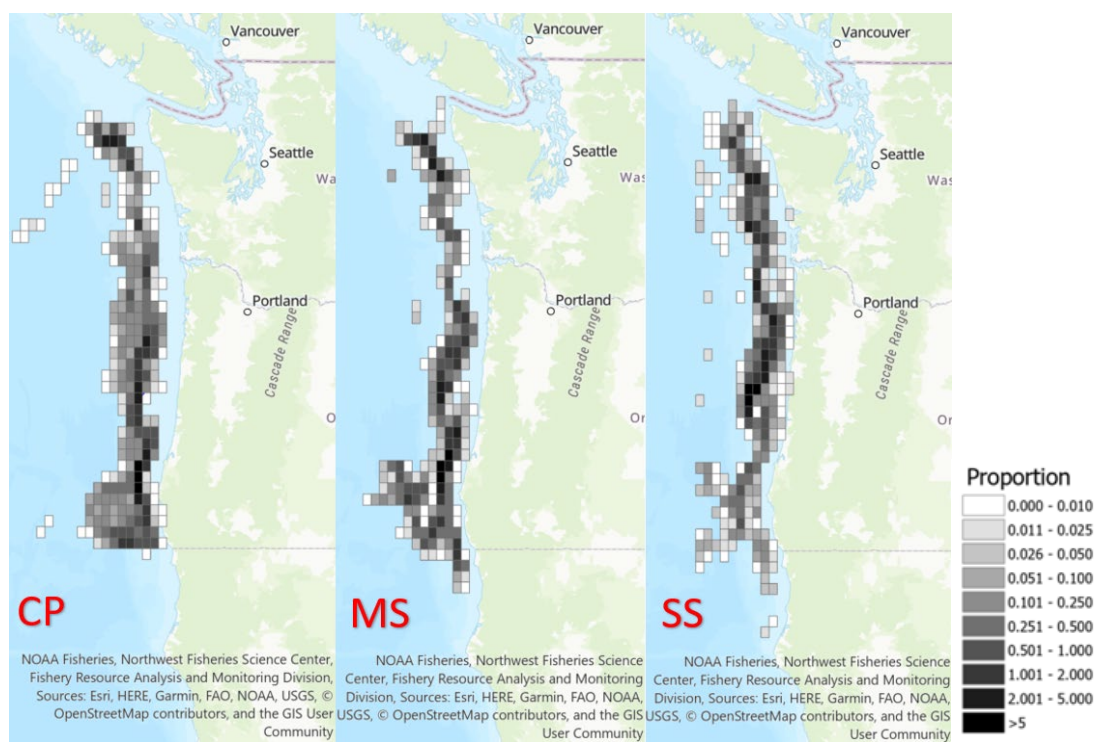 Vancouver
Seattle
Was
Portland
Cascade Range
O
CP
NOAA Fisheries, Northwest Fisheries Science Center,
Fishery Resource Analysis and Monitoring Division,
Sources: Esri, HERE, Garmin, FAO, NOAA, USGS, ©
OpenStreetMap contributors, and the GIS User
Community
Vancouver
Seattle
Was
Portland
Cascade Range
Or
MS
NOAA Fisheries, Northwest Fisheries Science
Center, Fishery Resource Analysis and Monitoring
Division, Sources: Esri, HERE, Garmin, FAO, NOAA,
USGS, © OpenStreetMap contributors, and the GIS
User Community
Vancouver
Seattle
Wa
Portland
Cascade Range
Or
SS
NOAA Fisheries, Northwest Fisheries Science
Center, Fishery Resource Analysis and Monitoring
Division, Sources: Esri, HERE, Garmin, FAO, NOAA,
USGS, © OpenStreetMap contributors, and the GIS
User Community
Proportion
0.000 - 0.010
0.011 - 0.025
0.026 - 0.050
0.051 - 0.100
0.101 - 0.250
0.251 - 0.500
0.501 - 1.000
1.001 - 2.000
2.001 - 5.000
>5